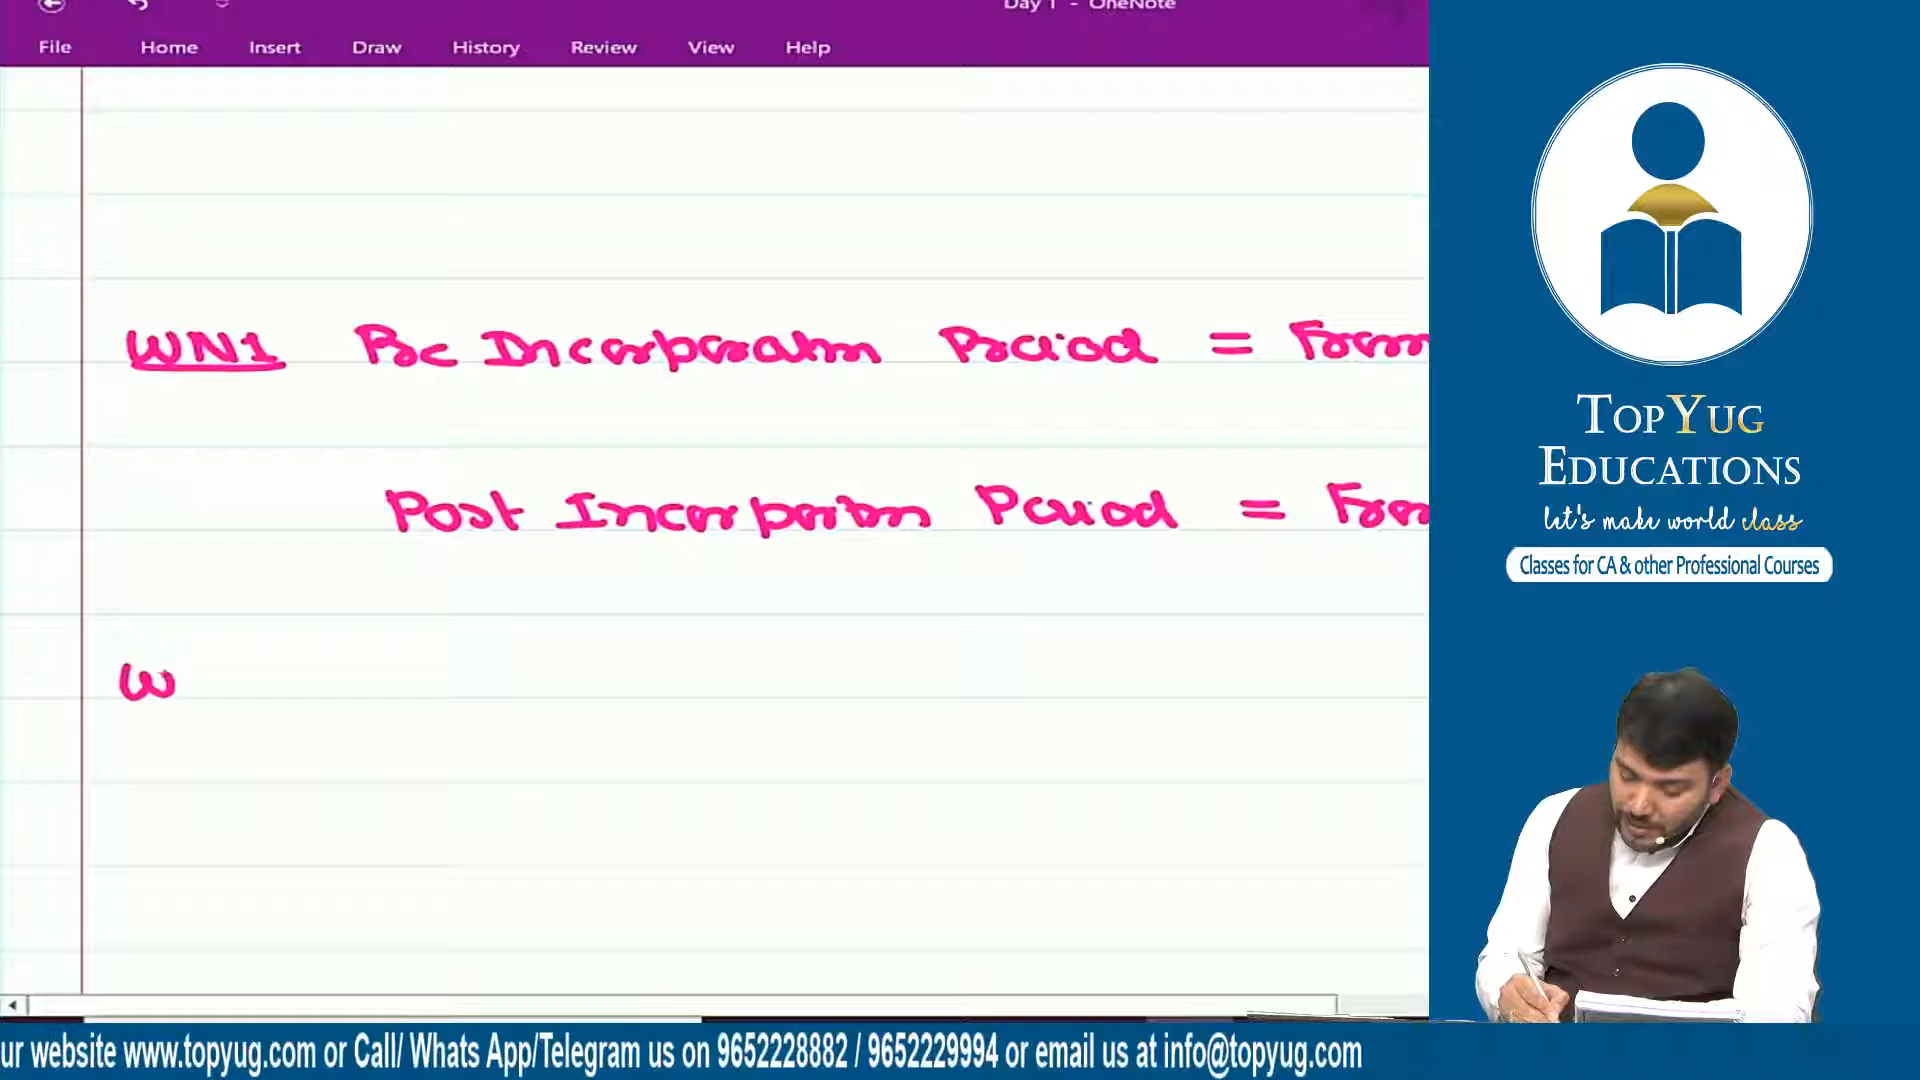 Day 1 - OneNote
File Home Insert Draw History Review View Help
WN1 Pre Incorporation Period = From
Post Incorporation Period = From
W
TOPYUG
EDUCATIONS
let's make world class
Classes for CA & other Professional Courses
ur website www.topyug.com or Call/ Whats App/Telegram us on 9652228882 / 9652229994 or email us at info@topyug.com